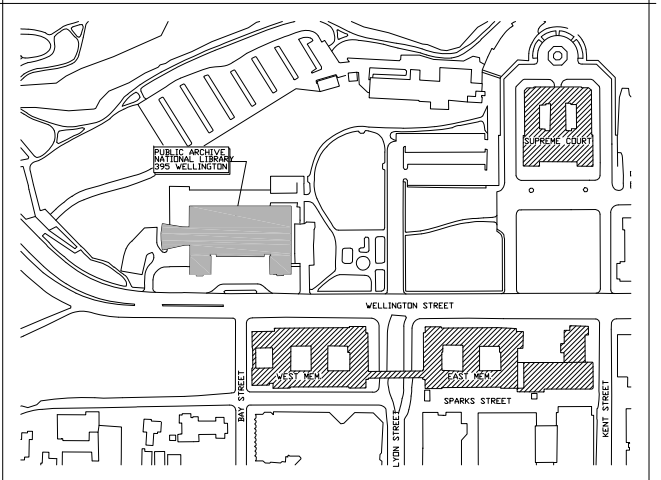 SUPREME COURT
PUBLIC ARCHIVE
NATIONAL LIBRARY
395 WELLINGTON
WELLINGTON STREET
WEST MEM.
EAST MEM.
BAY STREET
SPARKS STREET
LYON STREET
KENT STREET